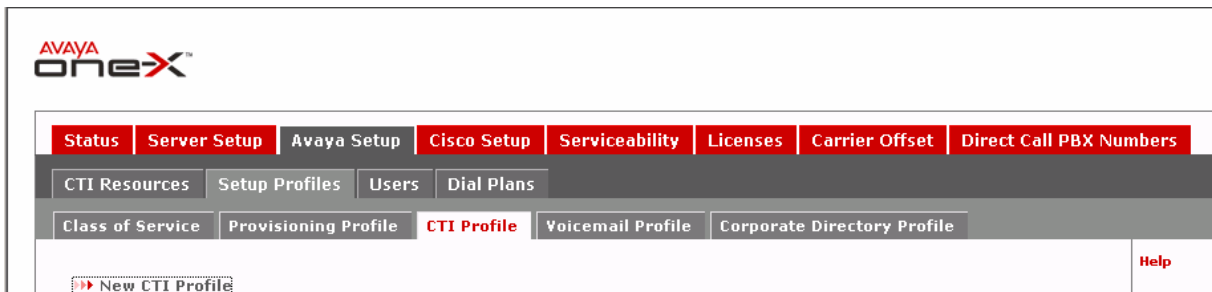 AVAYA
one-X™
Status Server Setup Avaya Setup Cisco Setup Serviceability Licenses Carrier Offset Direct Call PBX Numbers
CTI Resources Setup Profiles Users Dial Plans
Class of Service Provisioning Profile CTI Profile Voicemail Profile Corporate Directory Profile
Help
New CTI Profile